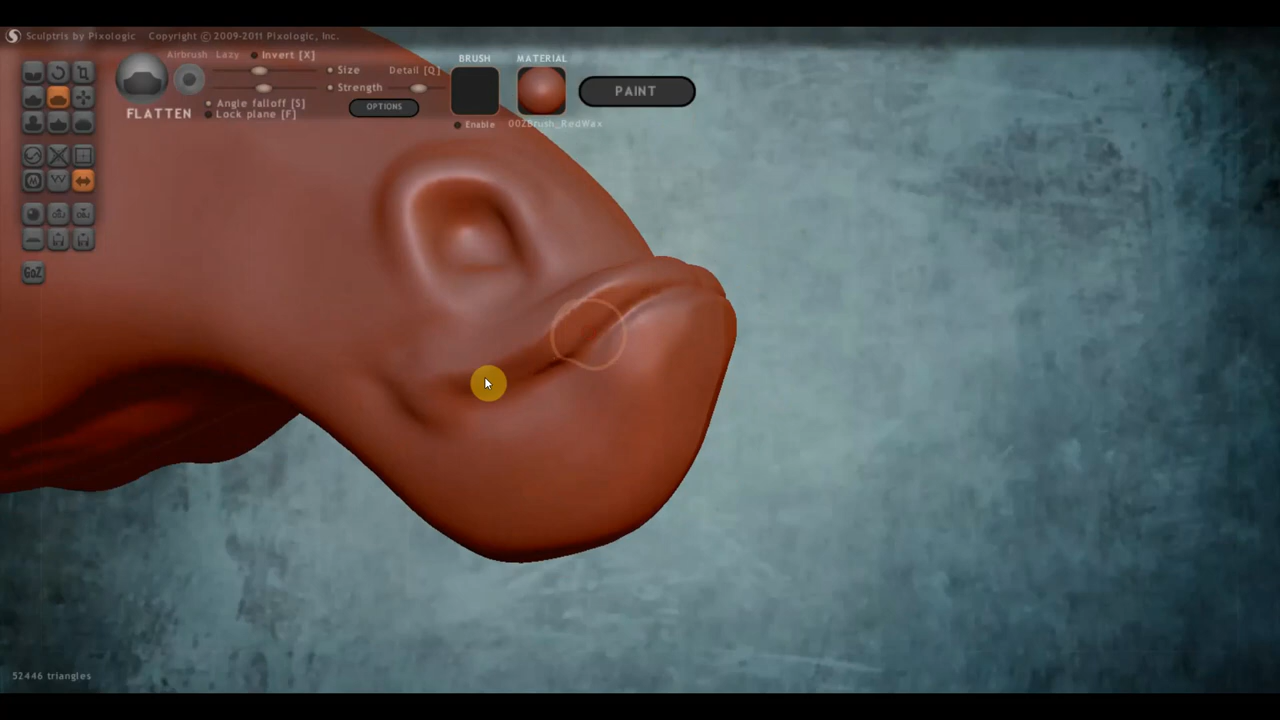 Sculptris by Pixologic Copyright ©2009-2011 Pixologic, Inc.
Airbrush Lazy Invert [X]
Size Detail [Q]
Strength
Angle falloff [S]
Lock plane [F]
FLATTEN
OPTIONS
BRUSH
Enable
MATERIAL
00ZBrush_RedWax
PAINT
GoZ
52446 triangles